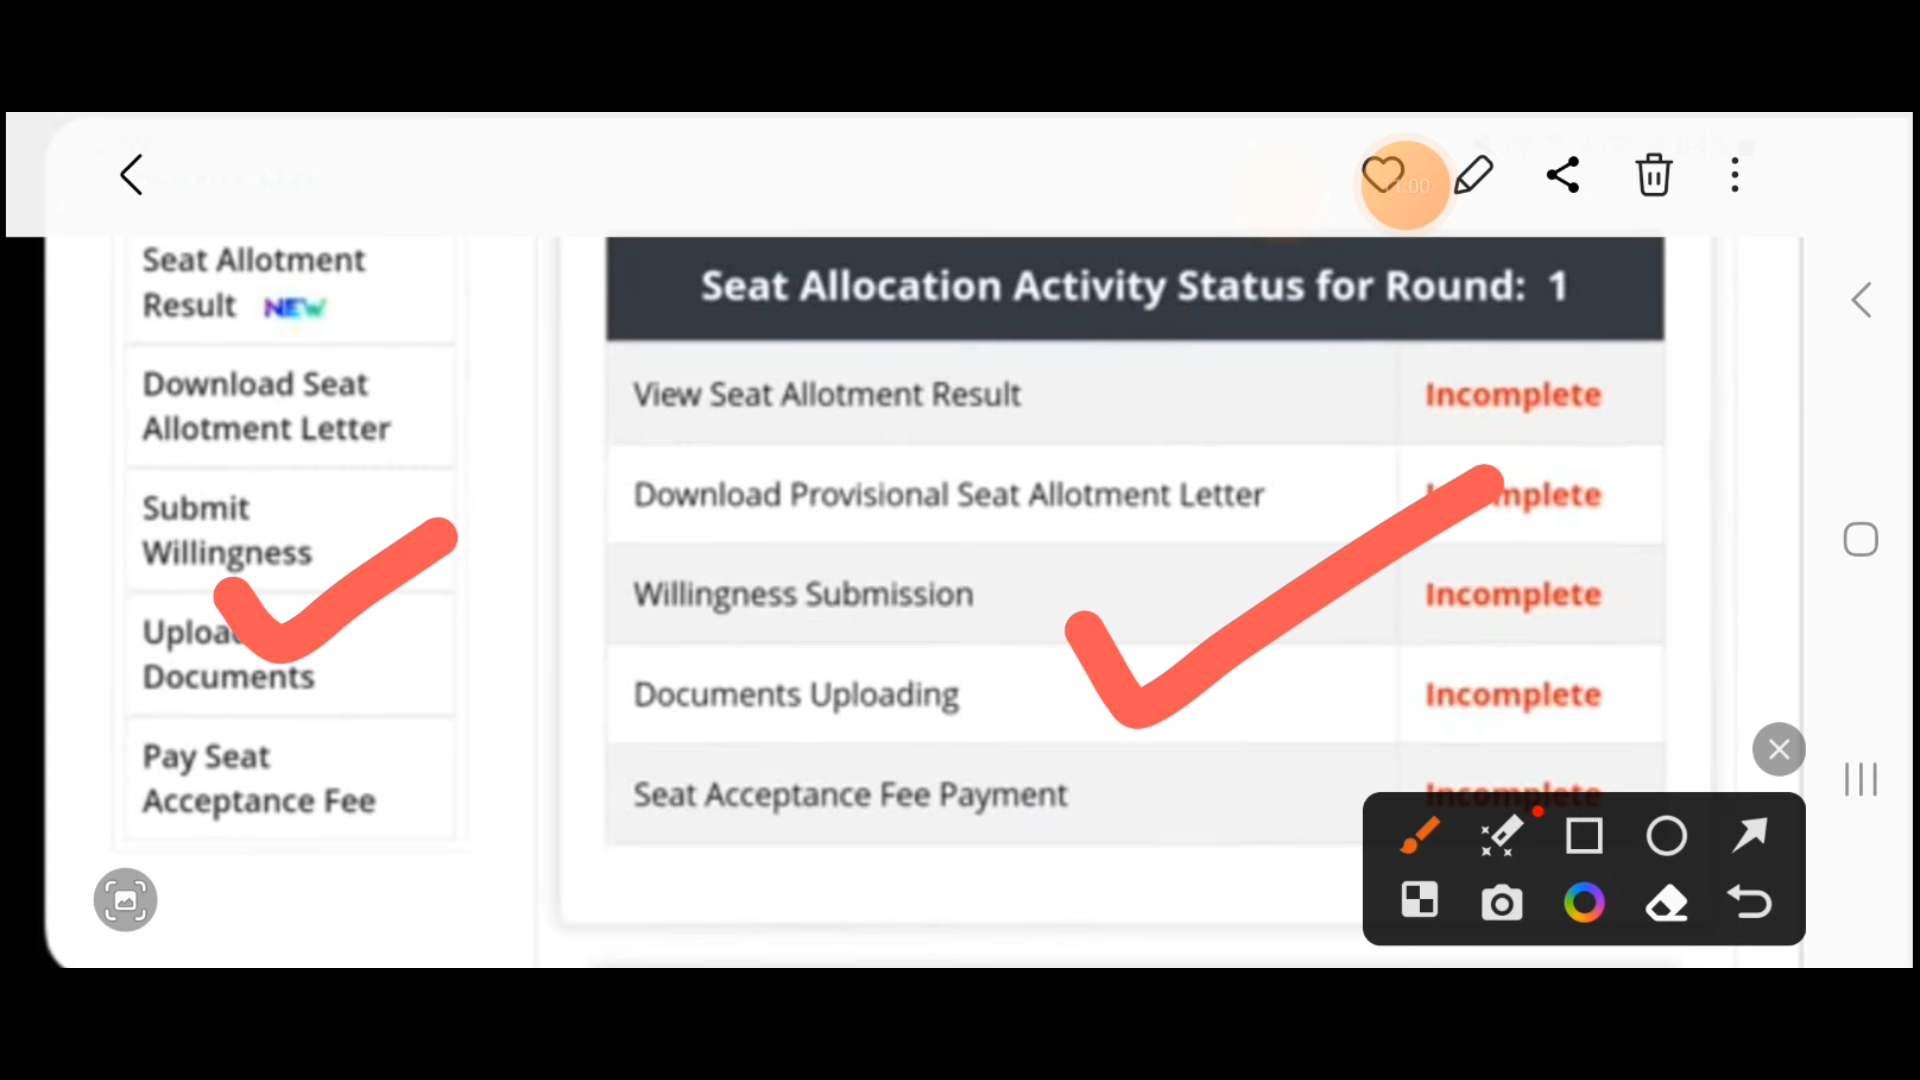 Seat Allotment
Result NEW
Download Seat
Allotment Letter
Submit
Willingness
Documents
Pay Seat
Acceptance Fee
Seat Allocation Activity Status for Round: 1
View Seat Allotment Result Incomplete
Download Provisional Seat Allotment Letter
Willingness Submission Incomplete
Documents Uploading Incomplete
Seat Acceptance Fee Payment Incomplete